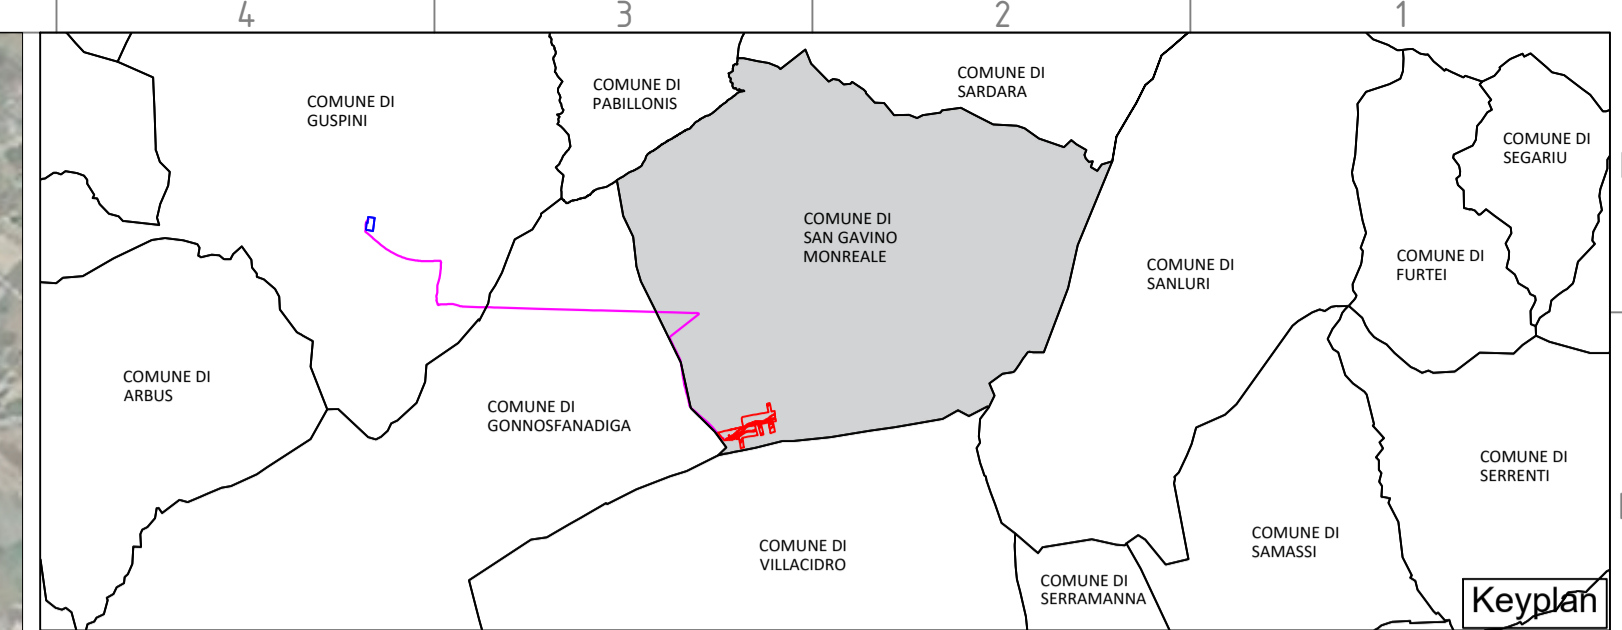 4 3 2 1
COMUNE DI
GUSPINI
COMUNE DI
PABILLONIS
COMUNE DI
SARDARA
COMUNE DI
SEGARIU
COMUNE DI
SAN GAVINO
MONREALE
COMUNE DI
SANLURI
COMUNE DI
FURTEI
COMUNE DI
ARBUS
COMUNE DI
GONNOSFANADIGA
COMUNE DI
SERRENTI
COMUNE DI
VILLACIDRO
COMUNE DI
SAMASSI
COMUNE DI
SERRAMANNA
Keyplan